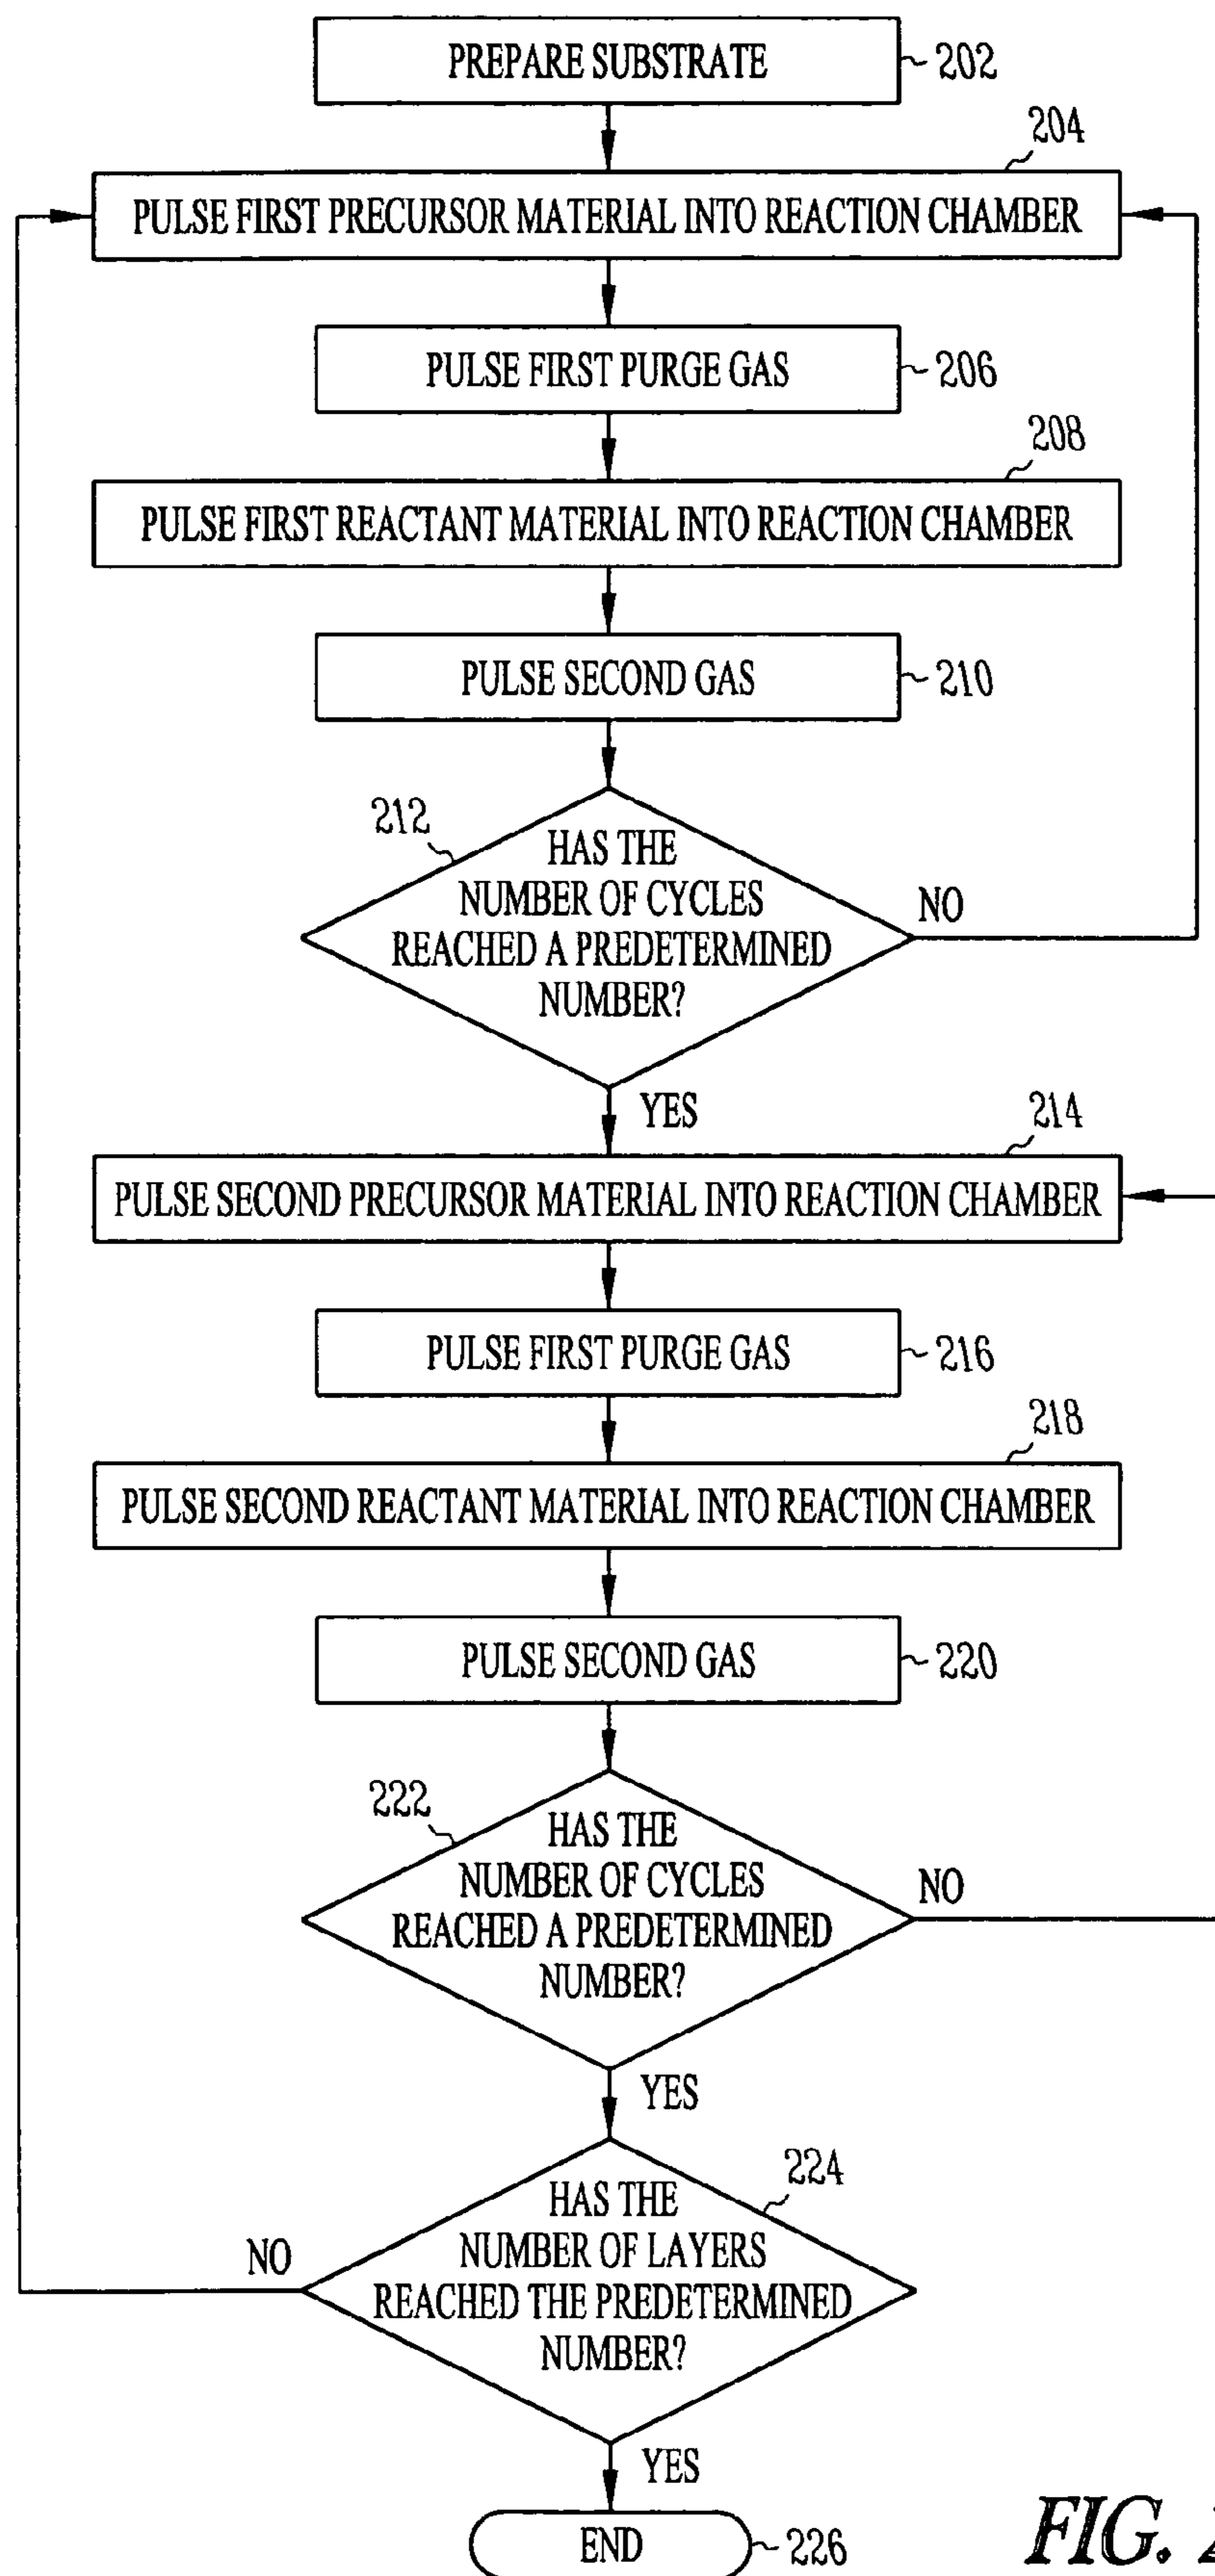 PREPARE SUBSTRATE
202
204
PULSE FIRST PRECURSOR MATERIAL INTO REACTION CHAMBER
PULSE FIRST PURGE GAS
206
208
PULSE FIRST REACTANT MATERIAL INTO REACTION CHAMBER
PULSE SECOND GAS
210
212
HAS THE
NUMBER OF CYCLES
REACHED A PREDETERMINED
NUMBER?
NO
YES
214
PULSE SECOND PRECURSOR MATERIAL INTO REACTION CHAMBER
PULSE FIRST PURGE GAS
216
218
PULSE SECOND REACTANT MATERIAL INTO REACTION CHAMBER
PULSE SECOND GAS
220
222
HAS THE
NUMBER OF CYCLES
REACHED A PREDETERMINED
NUMBER?
NO
YES
224
HAS THE
NUMBER OF LAYERS
REACHED THE PREDETERMINED
NUMBER?
NO
YES
END
226
FIG.